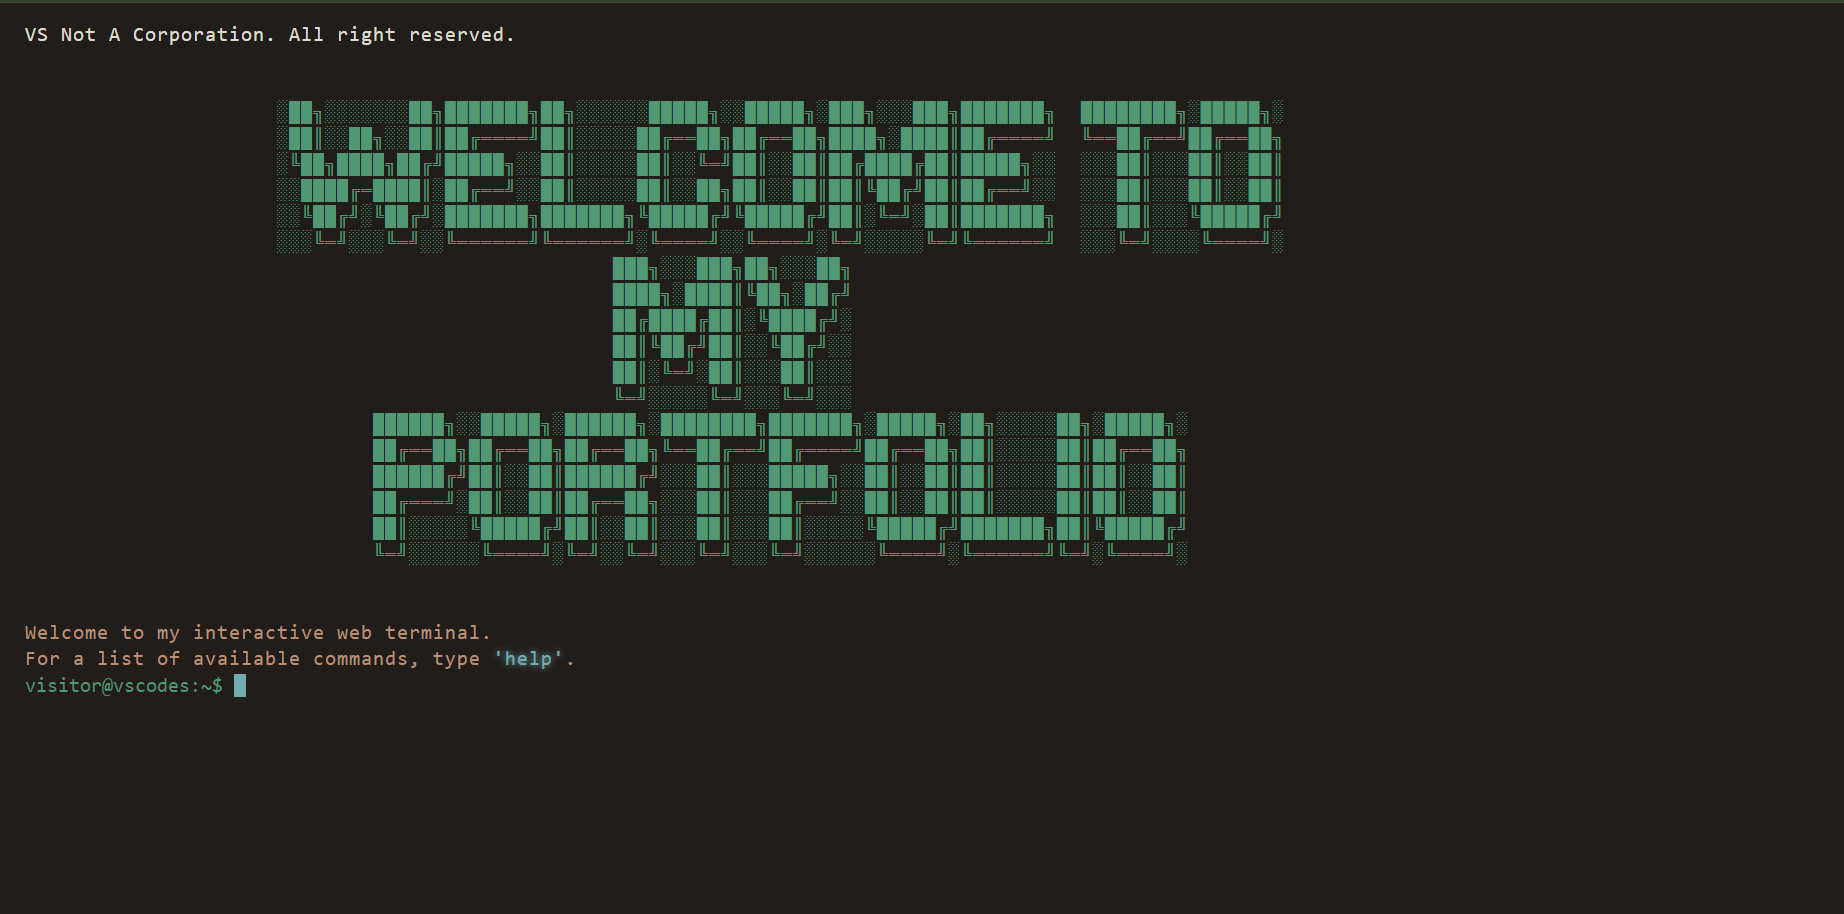 VS Not A Corporation. All right reserved.
WELCOME TO
MY
PORTFOLIO
Welcome to my interactive web terminal.
For a list of available commands, type 'help'.
visitor@vscodes:~$